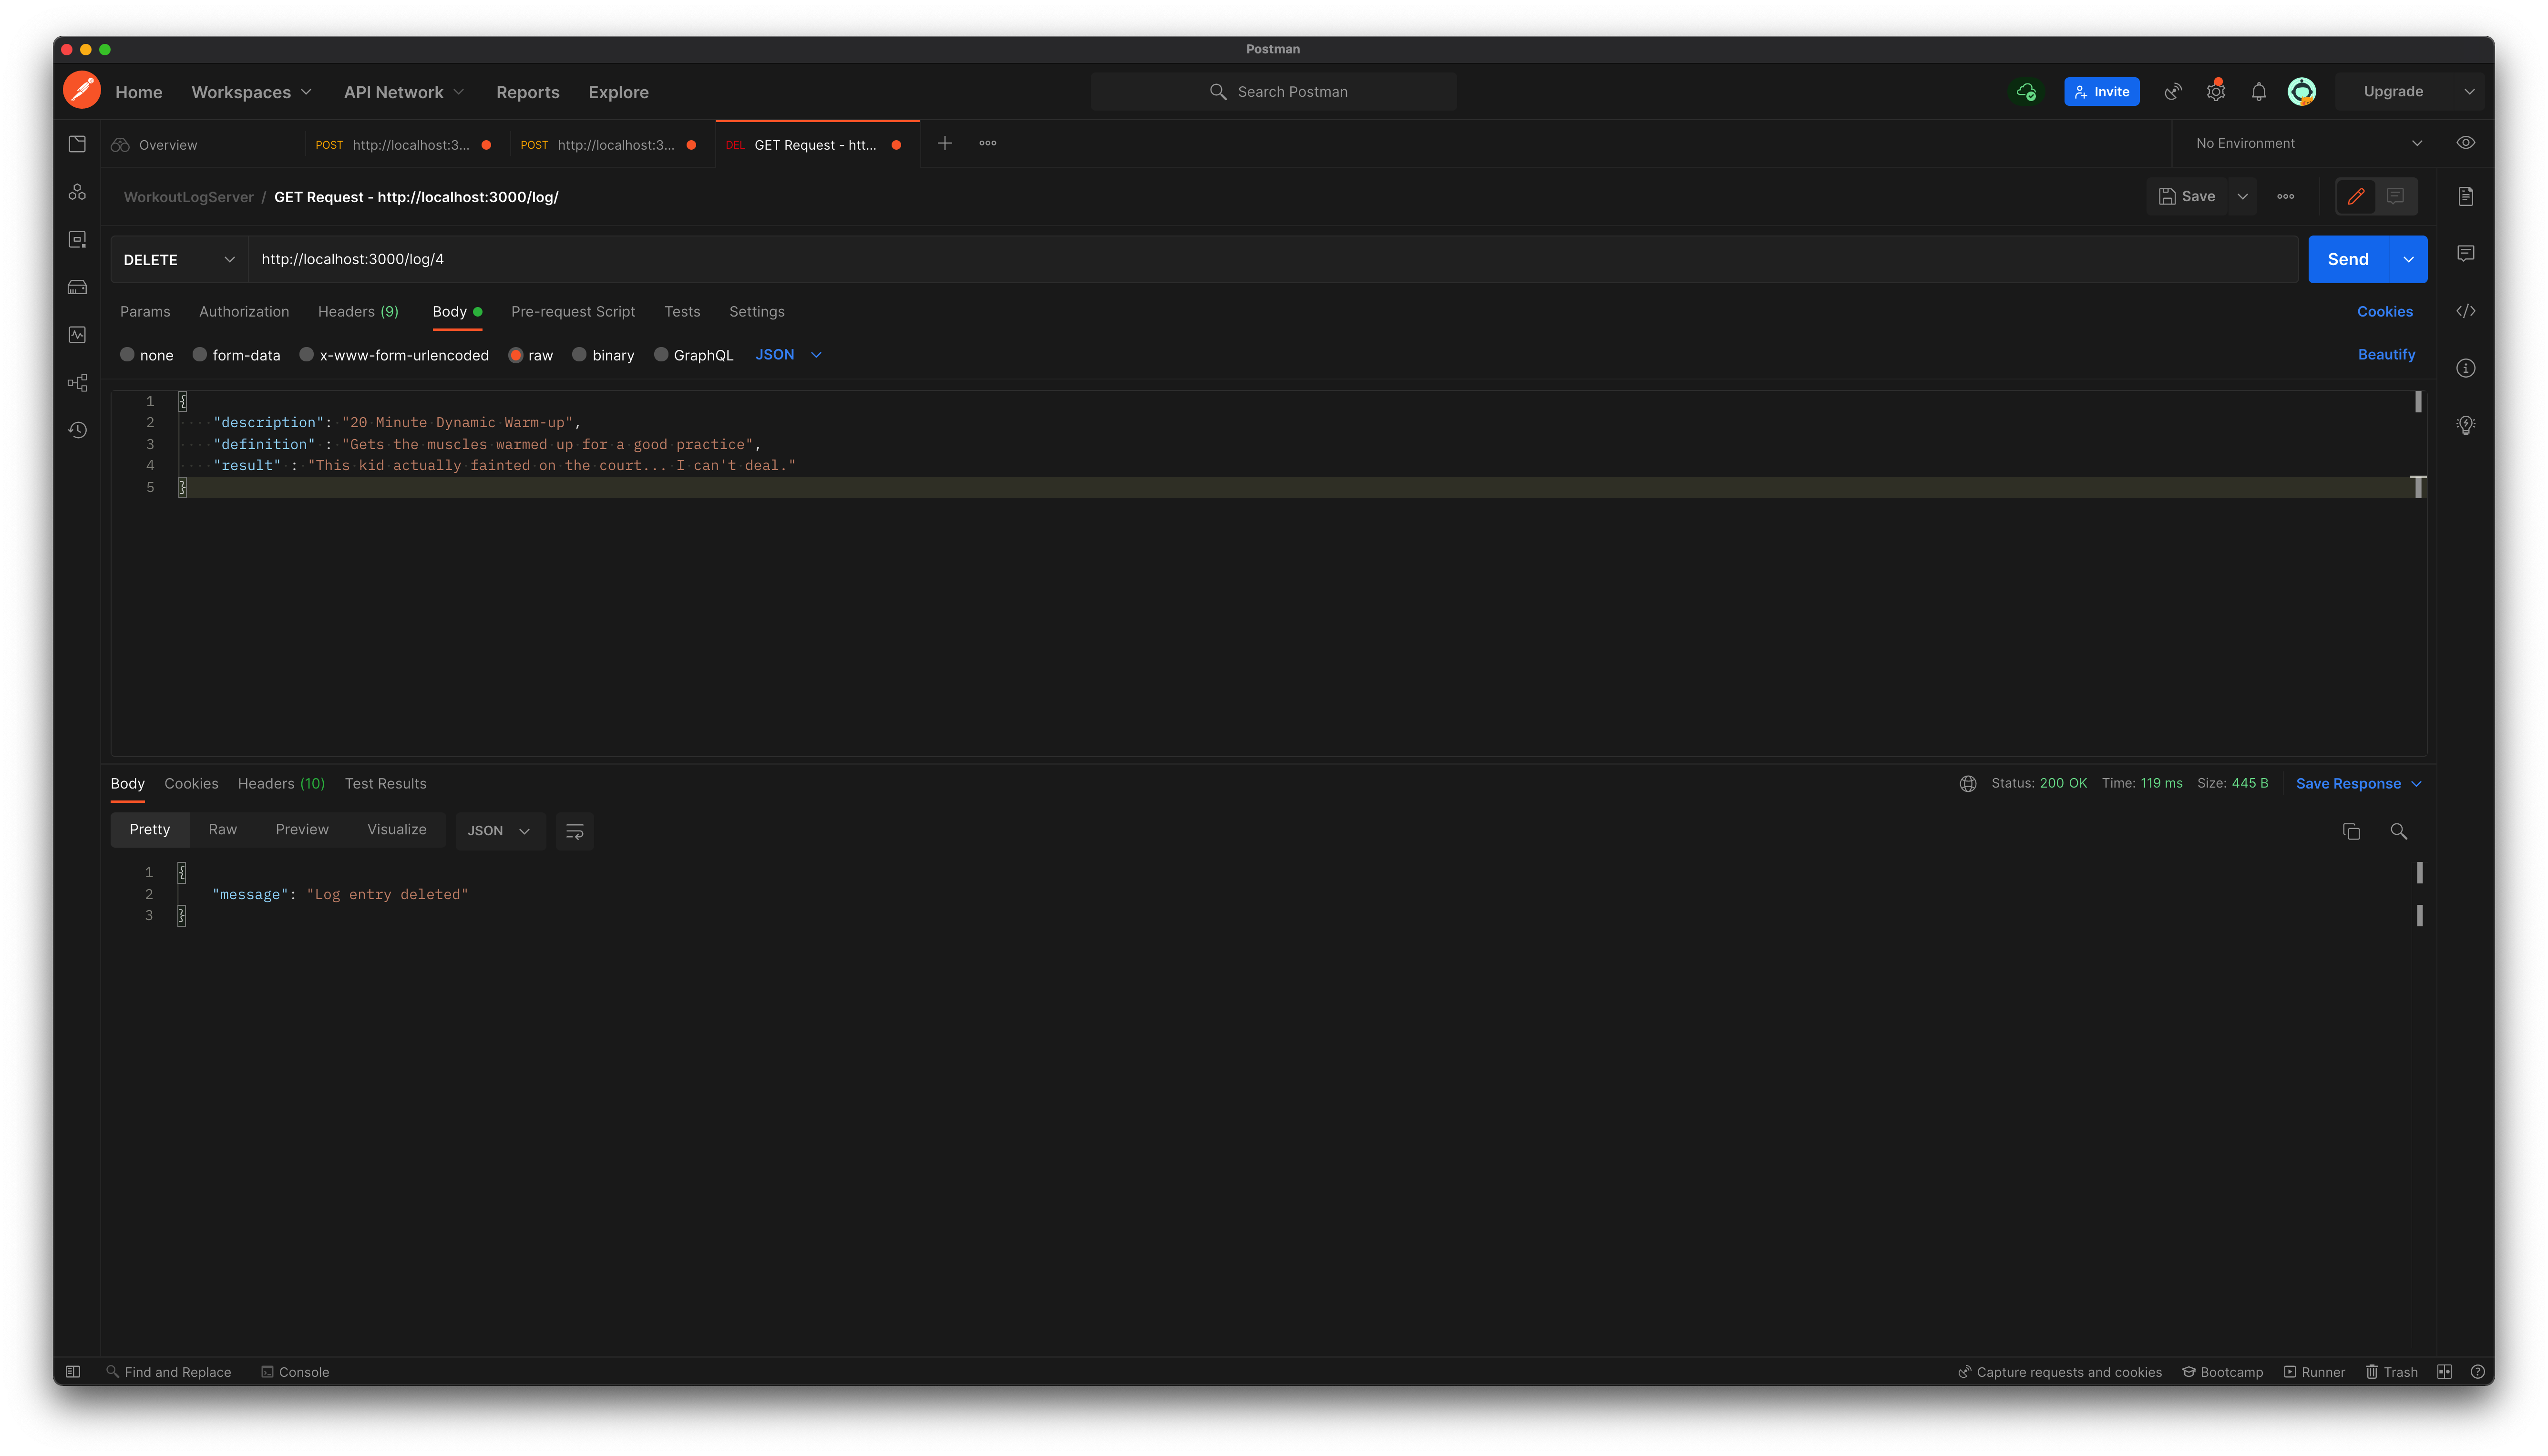 Postman
Home Workspaces API Network Reports Explore Search Postman Invite Upgrade
Overview POST http://localhost:3... POST http://localhost:3... DEL GET Request - htt... No Environment
WorkoutLogServer / GET Request - http://localhost:3000/log/ Save
DELETE http://localhost:3000/log/4 Send
Params Authorization Headers (9) Body Pre-request Script Tests Settings Cookies
none form-data x-www-form-urlencoded raw binary GraphQL JSON Beautify
1 {
2 "description": "20 Minute Dynamic Warm-up",
3 "definition" : "Gets the muscles warmed up for a good practice",
4 "result" : "This kid actually fainted on the court... I can't deal."
5 }
Body Cookies Headers (10) Test Results Status: 200 OK Time: 119 ms Size: 445 B Save Response
Pretty Raw Preview Visualize JSON
1 {
2 "message": "Log entry deleted"
3 }
Find and Replace Console Capture requests and cookies Bootcamp Runner Trash